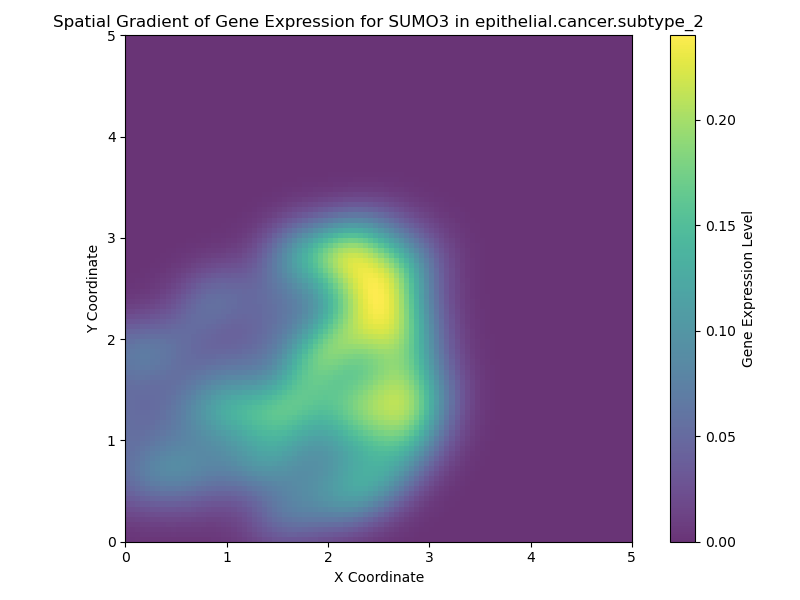 Spatial Gradient of Gene Expression for SUMO3 in epithelial.cancer.subtype_2
5
4
3
2
1
0
Y Coordinate
0 1 2 3 4 5
X Coordinate
0.20
0.15
0.10
0.05
0.00
Gene Expression Level